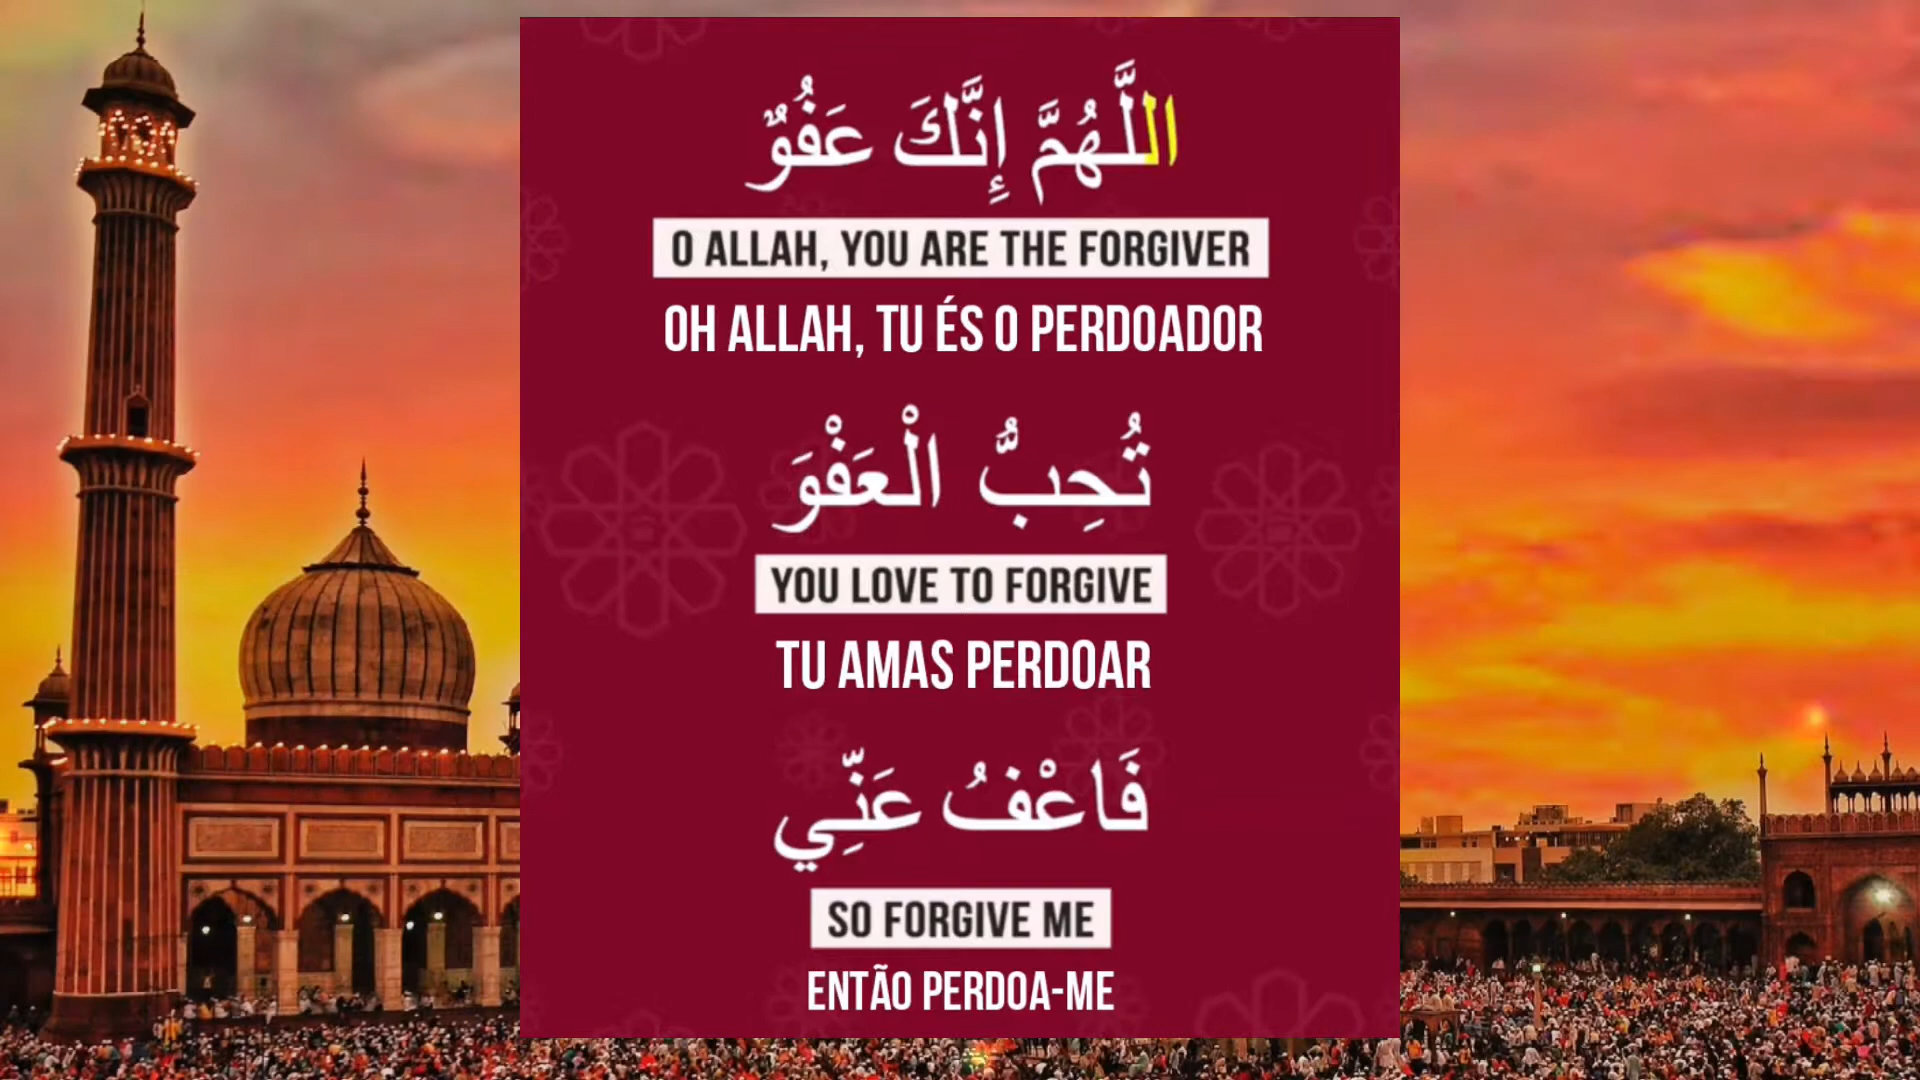 اللَّهُمَّ إِنَّكَ عَفُوٌّ
O ALLAH, YOU ARE THE FORGIVER
OH ALLAH, TU ÉS O PERDOADOR
تُحِبُّ الْعَفْوَ
YOU LOVE TO FORGIVE
TU AMAS PERDOAR
فَاعْفُ عَنِّي
SO FORGIVE ME
ENTÃO PERDOA-ME